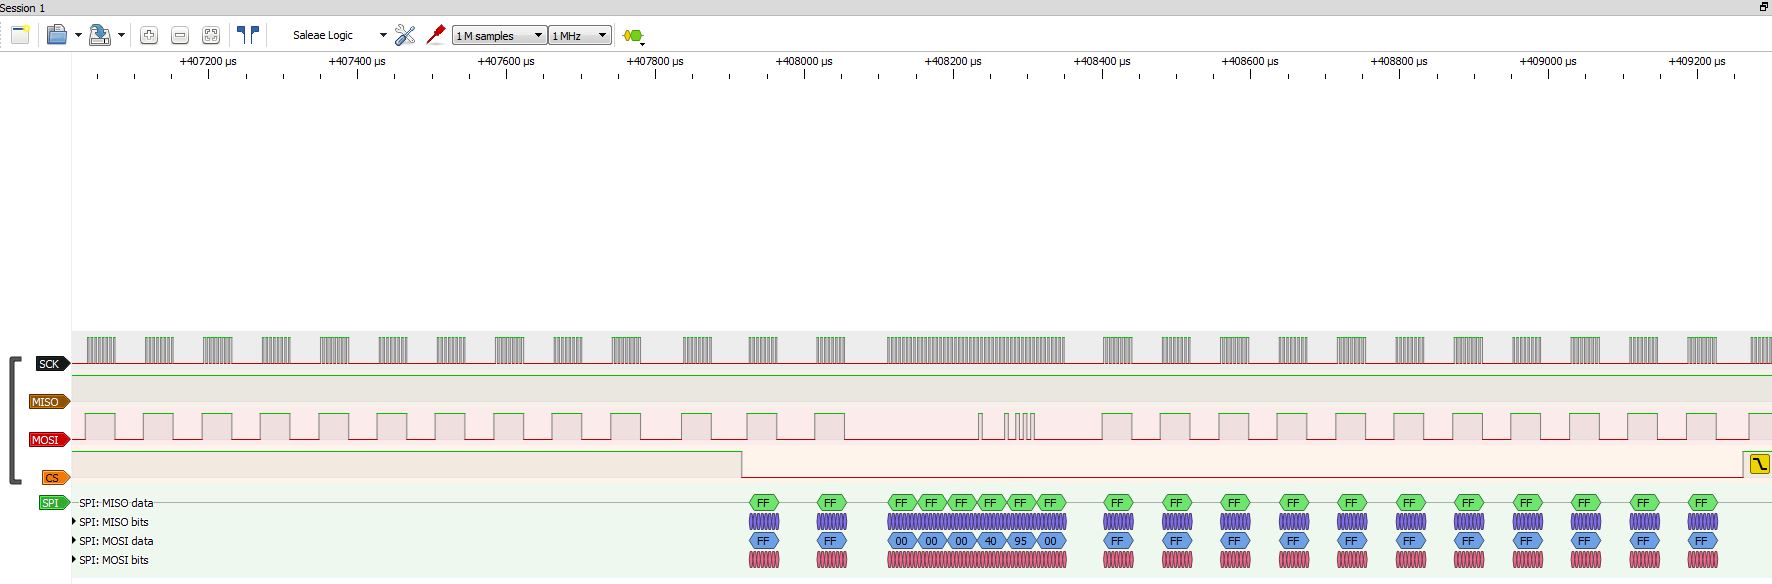 Session 1
Saleae Logic 1 M samples 1 MHz
+407200 µs +407400 µs +407600 µs +407800 µs +408000 µs +408200 µs +408400 µs +408600 µs +408800 µs +409000 µs +409200 µs
SCK
MISO
MOSI
CS
SPI SPI: MISO data FF FF FF FF FF FF FF FF FF FF FF FF FF FF FF FF FF FF FF
SPI: MISO bits
SPI: MOSI data FF FF 00 00 00 40 95 00 FF FF FF FF FF FF FF FF FF FF FF
SPI: MOSI bits